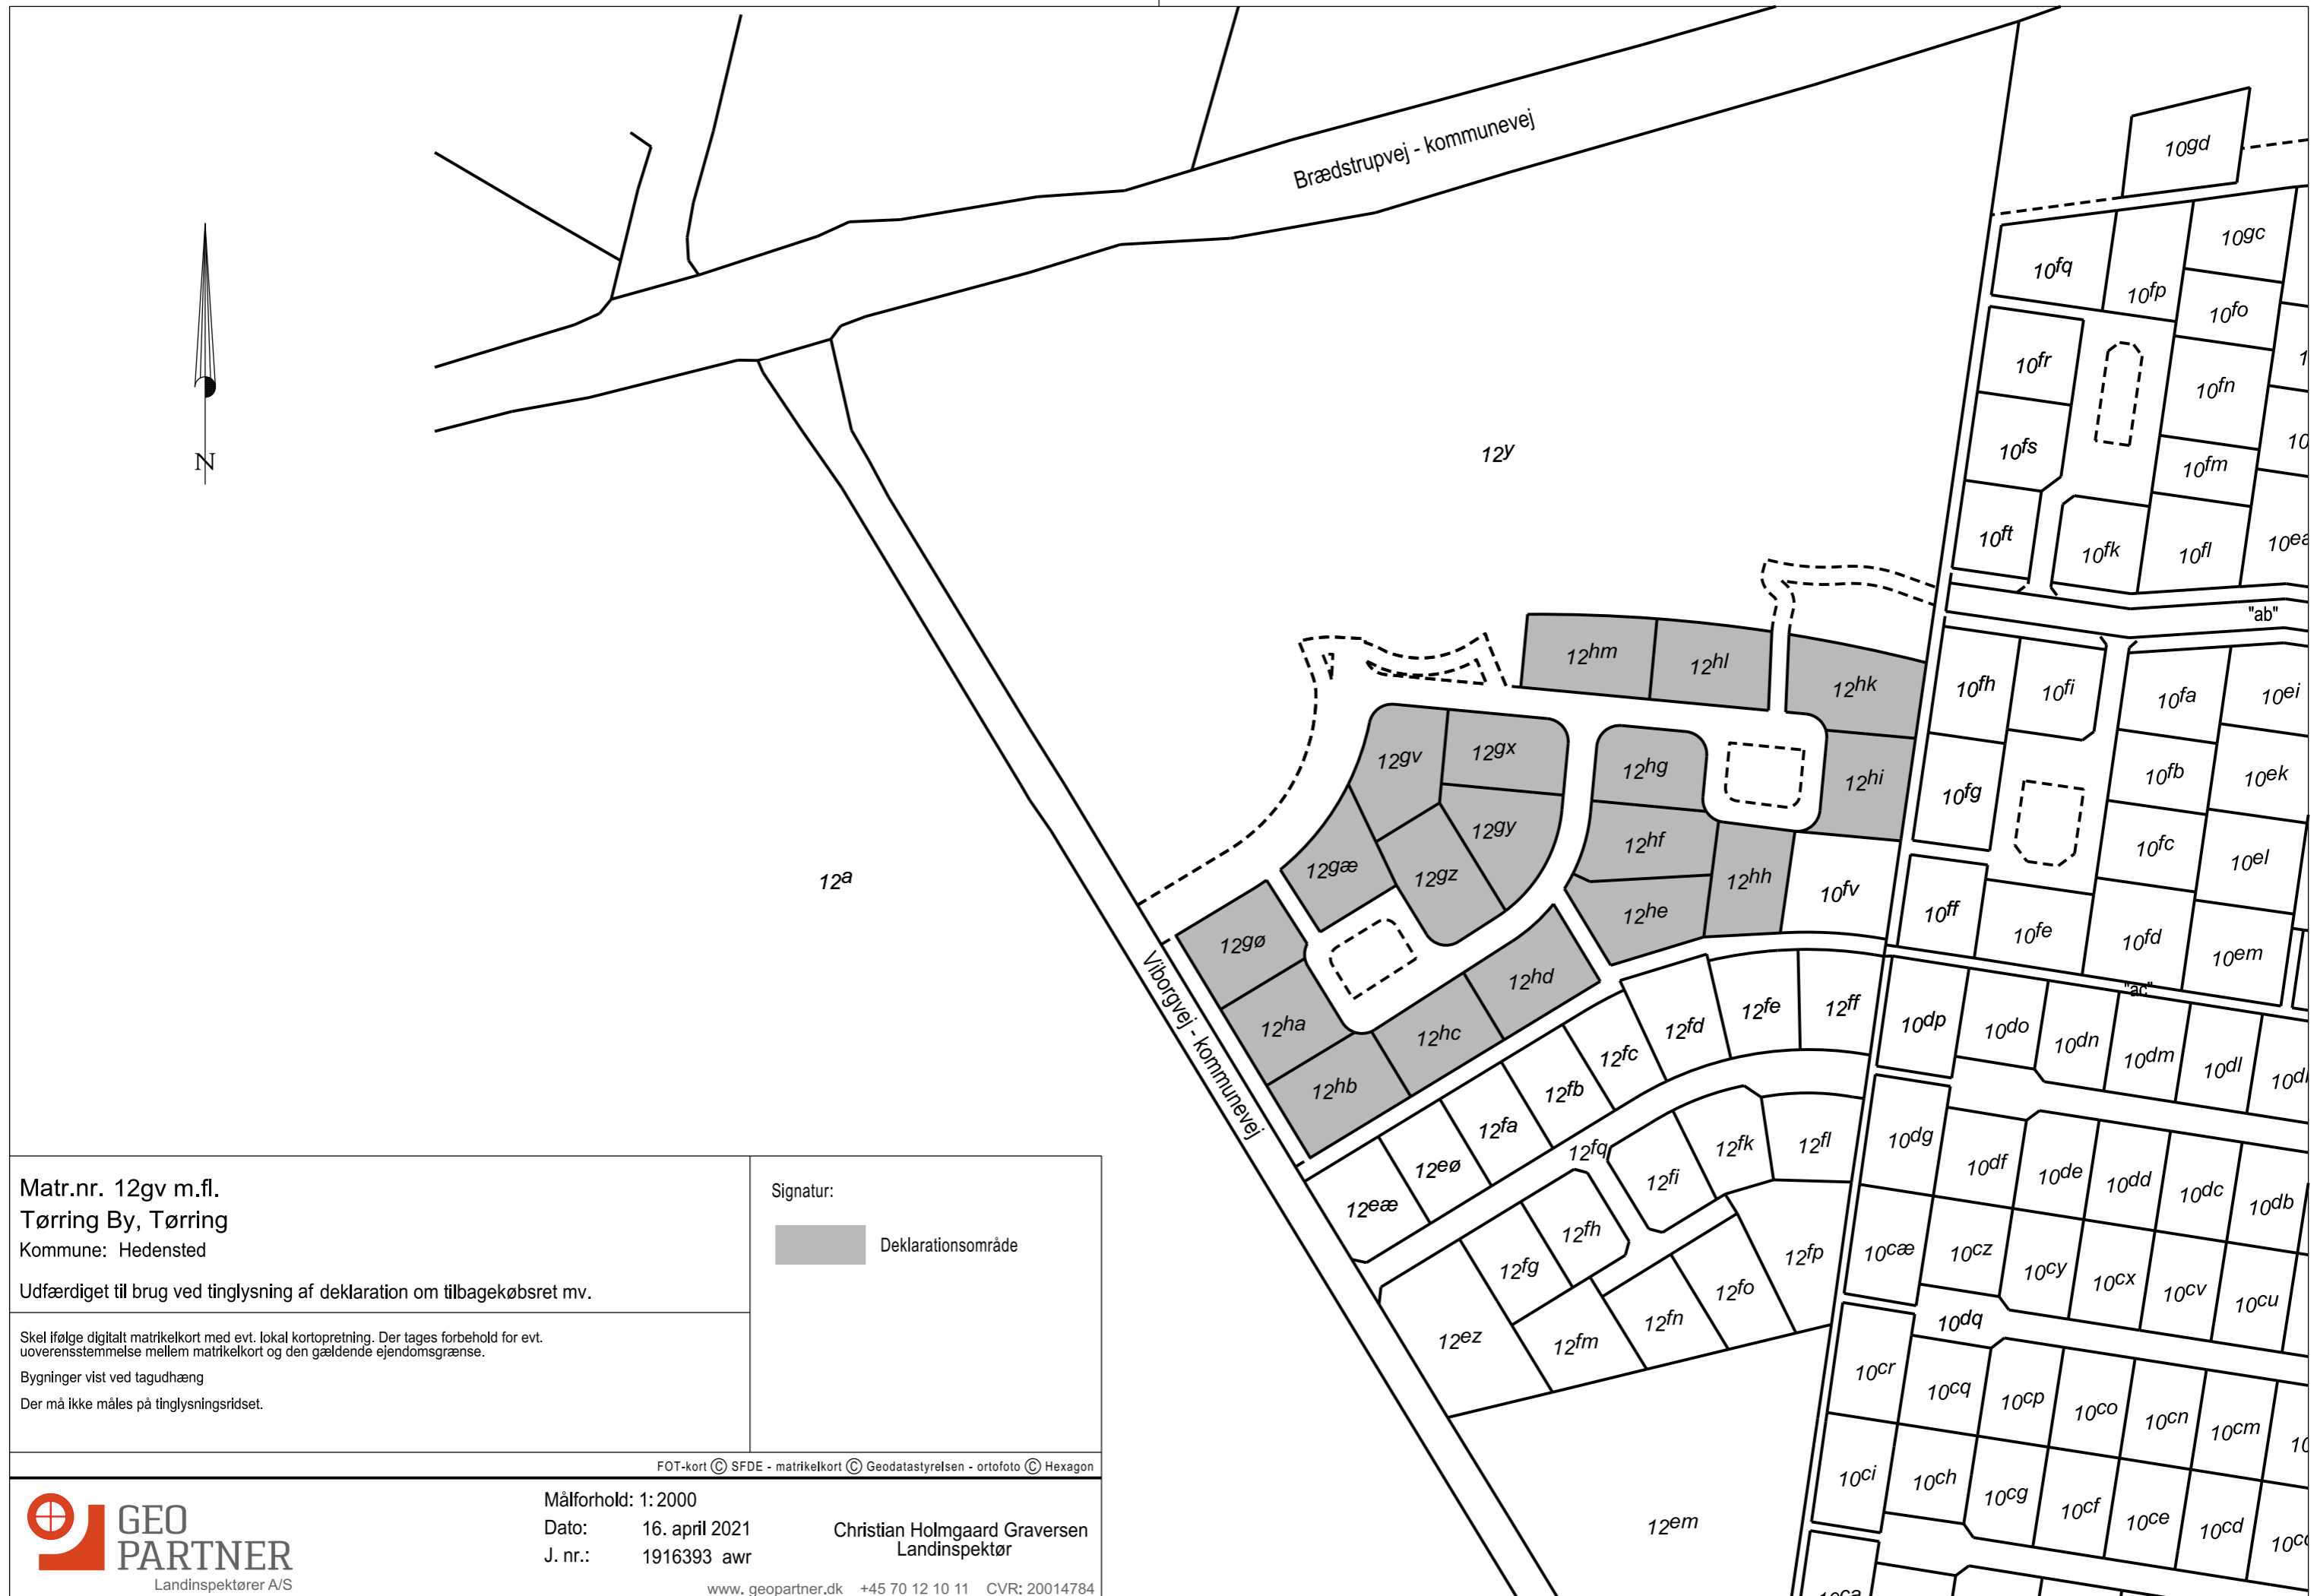 Brædstrupvej - kommunevej
10gd
10gc
10fq
10fp
10fo
10fr
10fn
12y
10fs
10fm
10ft
10fk
10fl
"ab"
12hm
12hl
12hk
10fh
10fi
10fa
10ei
12gv
12gx
12hg
12hi
10fg
10fb
10ek
12gy
12hf
10fc
10el
12a
12gæ
12gz
12hh
10fv
12he
10ff
10fe
10fd
10em
12gø
12hd
"ac"
Viborgvej - kommunevej
12ha
12hc
12fe
12ff
12fd
10dp
10do
10dn
10dm
10dl
12hb
12fc
12fb
12fa
12fq
12eø
12eæ
12fk
12fl
12fi
10dg
10df
10de
10dd
10dc
10db
12fh
12fg
12fp
12fo
10cæ
10cz
10cy
10cx
10cv
10cu
12ez
12fn
12fm
10dq
10cr
10cq
10cp
10co
10cn
10cm
10ci
10ch
10cg
10cf
10ce
10cd
12em
N
Matr.nr. 12gv m.fl.
Tørring By, Tørring
Kommune: Hedensted
Udfærdiget til brug ved tinglysning af deklaration om tilbagekøbsret mv.
Signatur:
Deklarationsområde
Skel ifølge digitalt matrikelkort med evt. lokal kortopretning. Der tages forbehold for evt.
uoverensstemmelse mellem matrikelkort og den gældende ejendomsgrænse.
Bygninger vist ved tagudhæng
Der må ikke måles på tinglysningsridset.
FOT-kort © SFDE - matrikelkort © Geodatastyrelsen - ortofoto © Hexagon
GEO
PARTNER
Landinspektører A/S
Målforhold: 1:2000
Dato: 16. april 2021
J. nr.: 1916393 awr
Christian Holmgaard Graversen
Landinspektør
www.geopartner.dk +45 70 12 10 11 CVR: 20014784